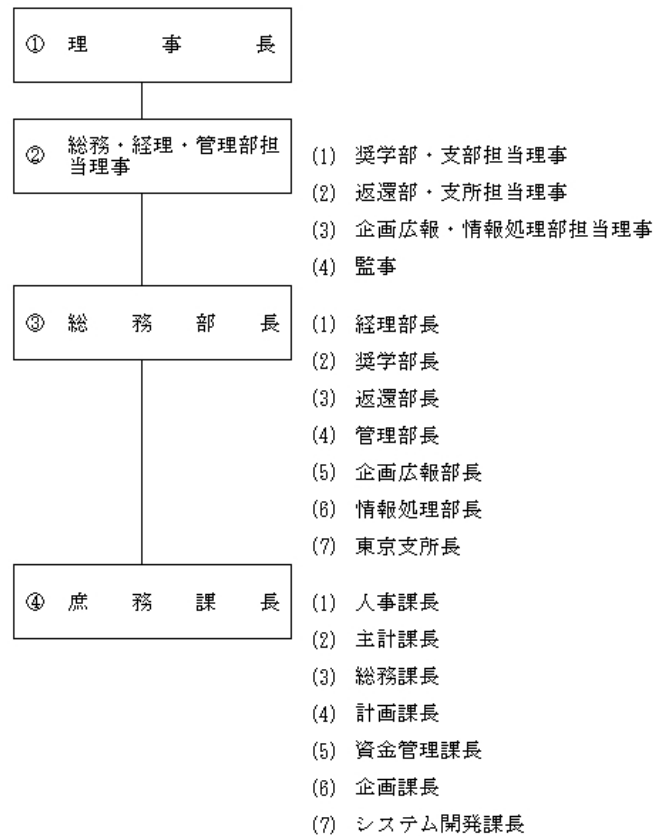 ① 理事長
② 総務・経理・管理部担
当理事
(1) 奨学部・支部担当理事
(2) 返還部・支所担当理事
(3) 企画広報・情報処理部担当理事
(4) 監事
③ 総務部長
(1) 経理部長
(2) 奨学部長
(3) 返還部長
(4) 管理部長
(5) 企画広報部長
(6) 情報処理部長
(7) 東京支所長
④ 庶務課長
(1) 人事課長
(2) 主計課長
(3) 総務課長
(4) 計画課長
(5) 資金管理課長
(6) 企画課長
(7) システム開発課長